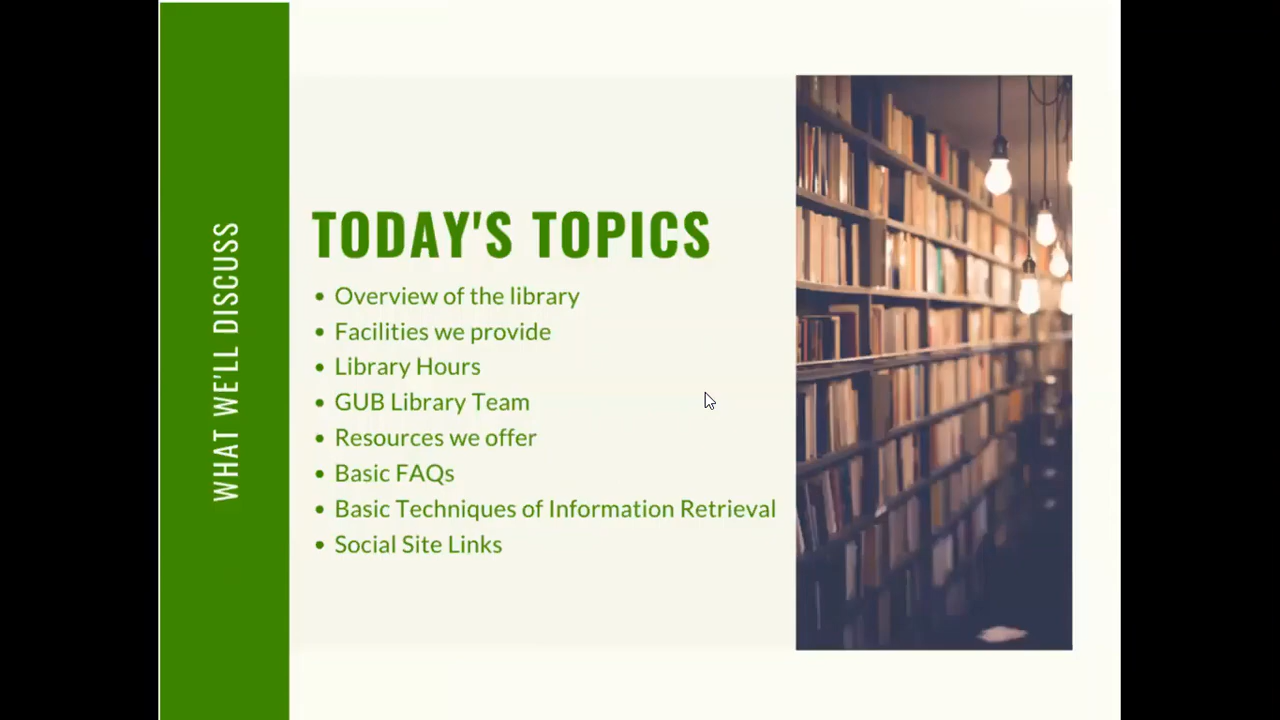 WHAT WE'LL DISCUSS
TODAY'S TOPICS
• Overview of the library
• Facilities we provide
• Library Hours
• GUB Library Team
• Resources we offer
• Basic FAQs
• Basic Techniques of Information Retrieval
• Social Site Links